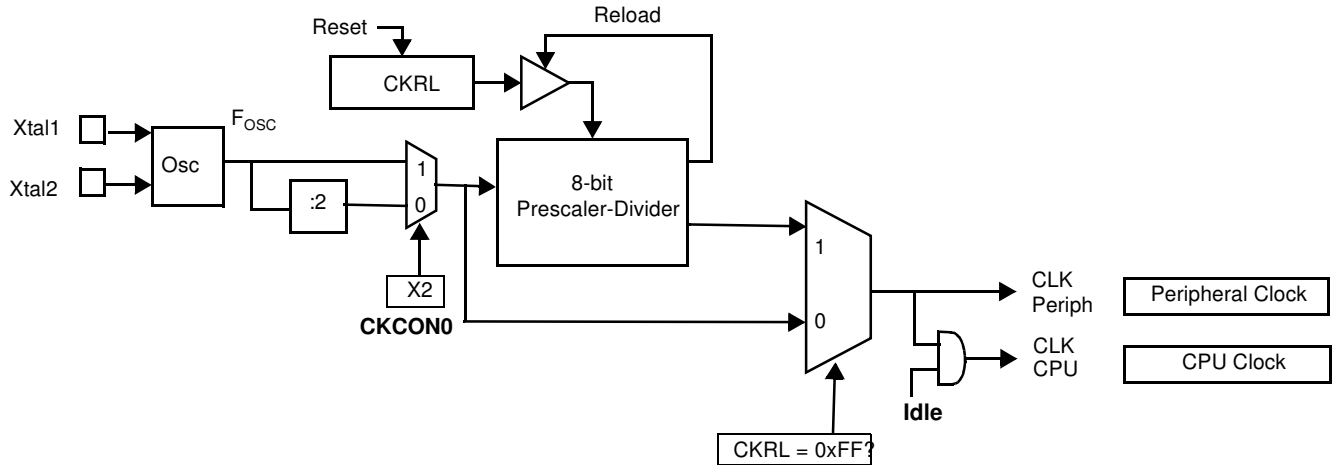 Reload
Reset
CKRL
Xtal1
F_OSC
Osc
1
8-bit
Prescaler-Divider
Xtal2
:2
0
1
X2
CKCON0
0
CLK
Periph
Peripheral Clock
CLK
CPU
CPU Clock
Idle
CKRL = 0xFF?